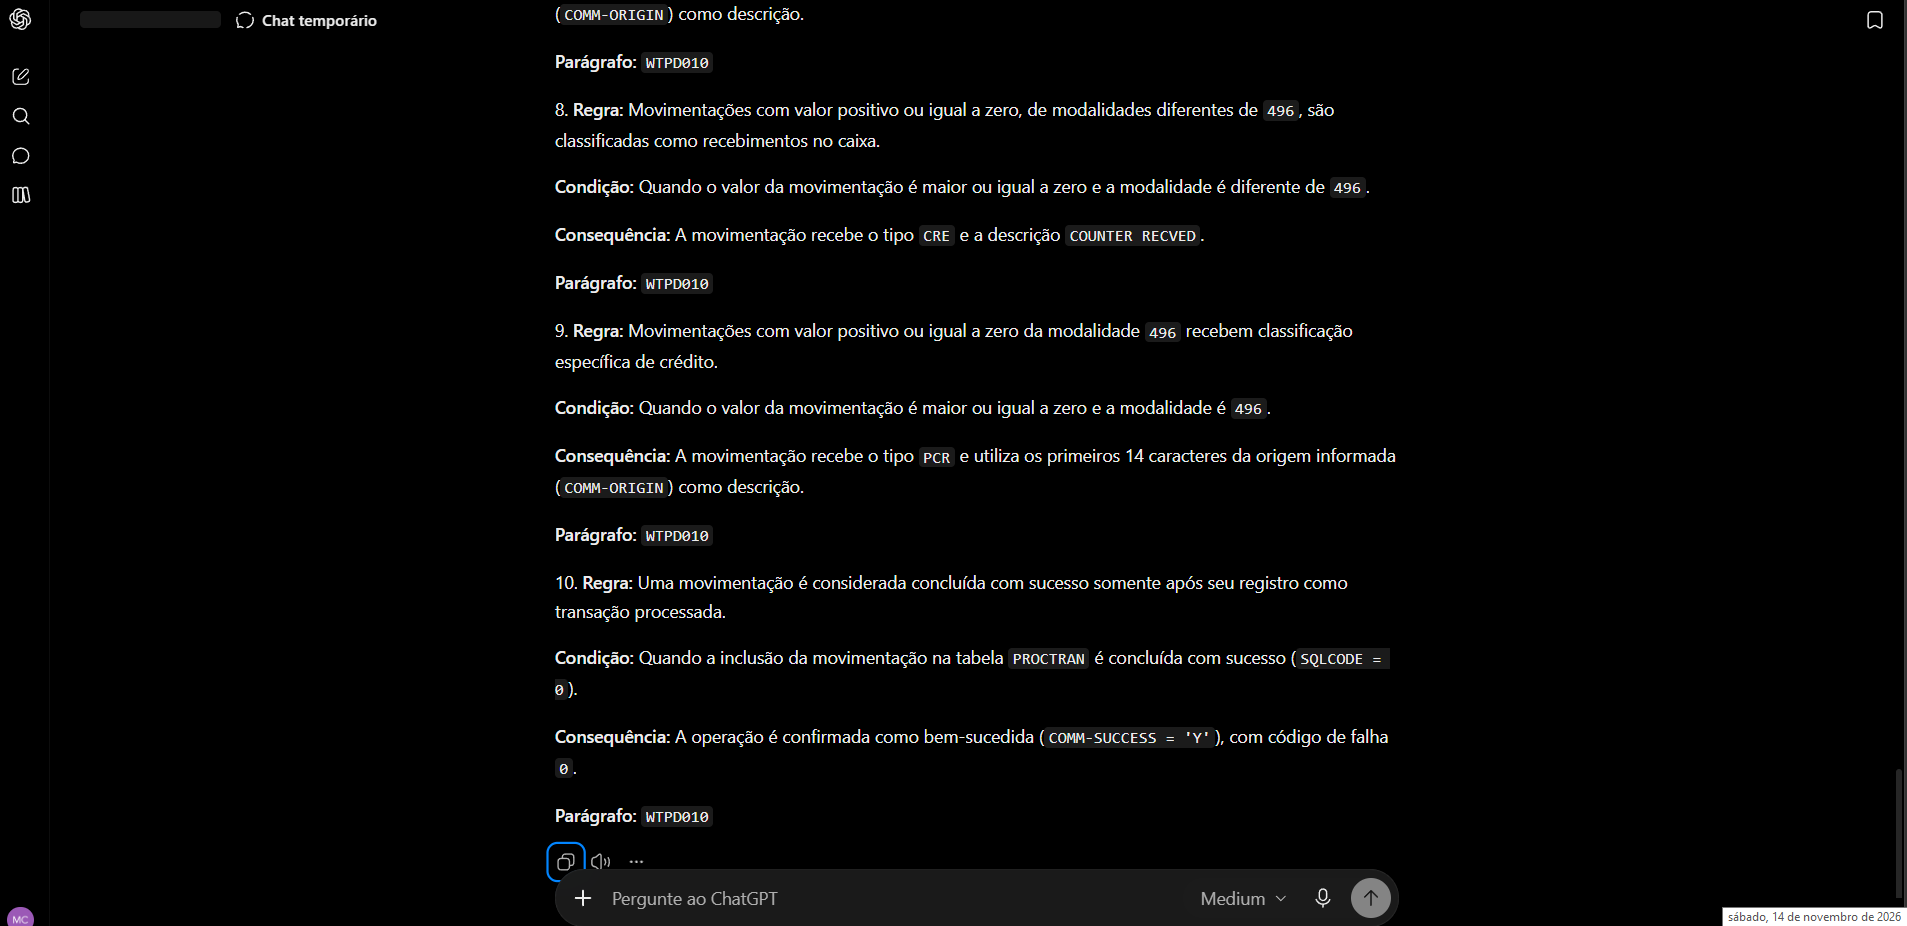 Chat temporário
(COMM-ORIGIN) como descrição.
Parágrafo: WTPD010
8. Regra: Movimentações com valor positivo ou igual a zero, de modalidades diferentes de 496, são
classificadas como recebimentos no caixa.
Condição: Quando o valor da movimentação é maior ou igual a zero e a modalidade é diferente de 496.
Consequência: A movimentação recebe o tipo CRE e a descrição COUNTER RECVED.
Parágrafo: WTPD010
9. Regra: Movimentações com valor positivo ou igual a zero da modalidade 496 recebem classificação
específica de crédito.
Condição: Quando o valor da movimentação é maior ou igual a zero e a modalidade é 496.
Consequência: A movimentação recebe o tipo PCR e utiliza os primeiros 14 caracteres da origem informada
(COMM-ORIGIN) como descrição.
Parágrafo: WTPD010
10. Regra: Uma movimentação é considerada concluída com sucesso somente após seu registro como
transação processada.
Condição: Quando a inclusão da movimentação na tabela PROCTRAN é concluída com sucesso (SQLCODE =
0).
Consequência: A operação é confirmada como bem-sucedida (COMM-SUCCESS = 'Y'), com código de falha
0.
Parágrafo: WTPD010
Pergunte ao ChatGPT
Medium
MC
sábado, 14 de novembro de 2026